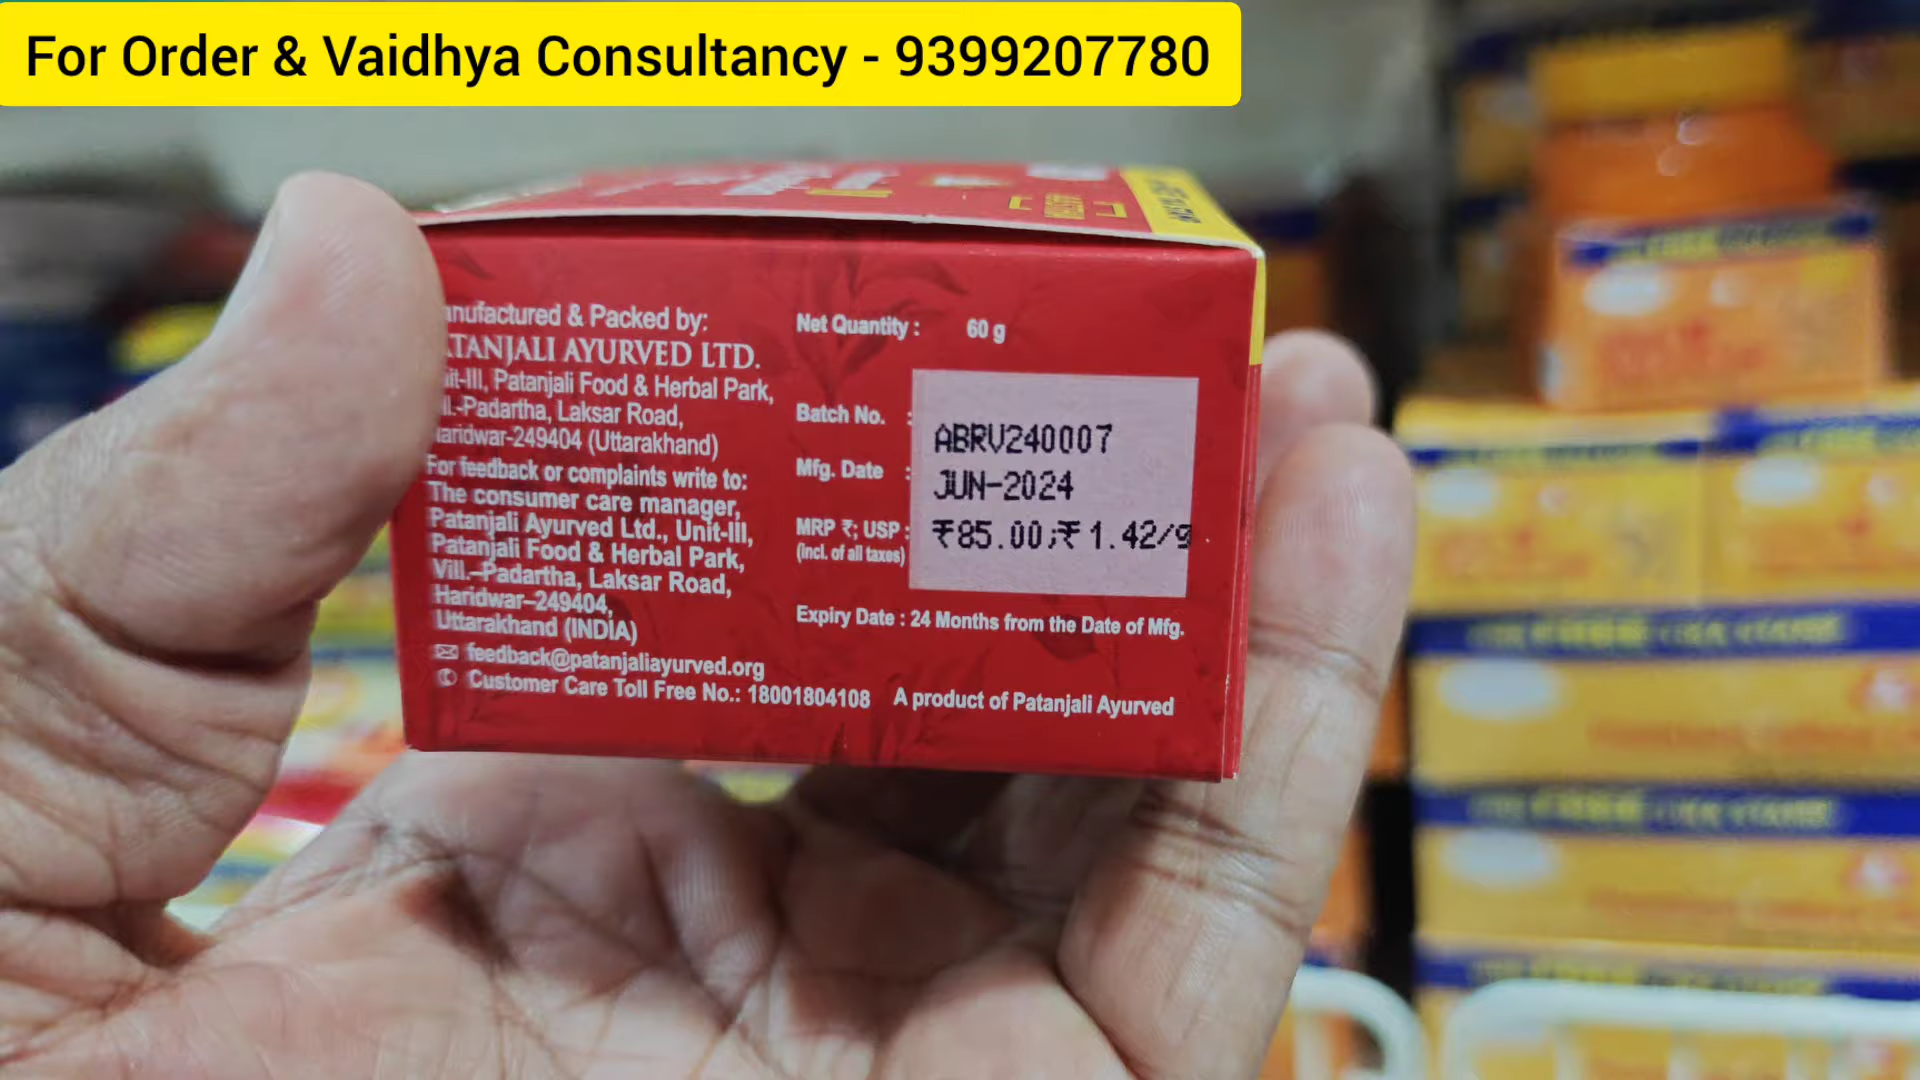 For Order & Vaidhya Consultancy - 9399207780
anufactured & Packed by:
TANJALI AYURVED LTD.
it-III, Patanjali Food & Herbal Park,
l.-Padartha, Laksar Road,
aridwar-249404 (Uttarakhand)
For feedback or complaints write to:
The consumer care manager,
Patanjali Ayurved Ltd., Unit-III,
Patanjali Food & Herbal Park,
Vill.–Padartha, Laksar Road,
Haridwar–249404,
Uttarakhand (INDIA)
feedback@patanjaliayurved.org
Customer Care Toll Free No.: 18001804108
Net Quantity : 60 g
Batch No. : ABRV240007
Mfg. Date : JUN-2024
MRP ₹; USP : ₹85.00;₹ 1.42/g
(incl. of all taxes)
Expiry Date : 24 Months from the Date of Mfg.
A product of Patanjali Ayurved